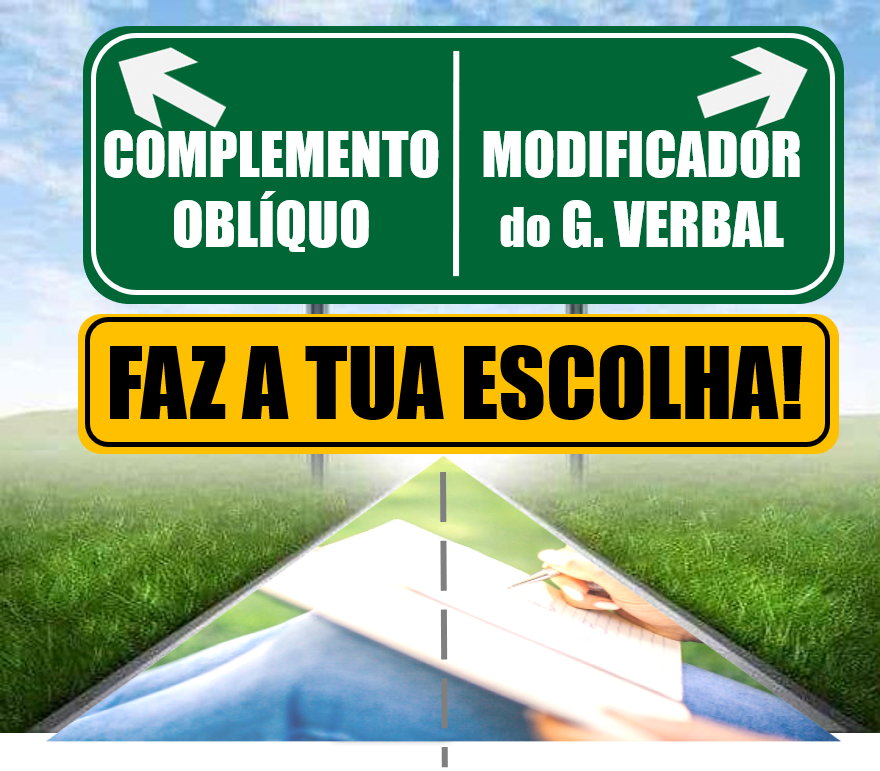 COMPLEMENTO
OBLÍQUO
MODIFICADOR
do G. VERBAL
FAZ A TUA ESCOLHA!